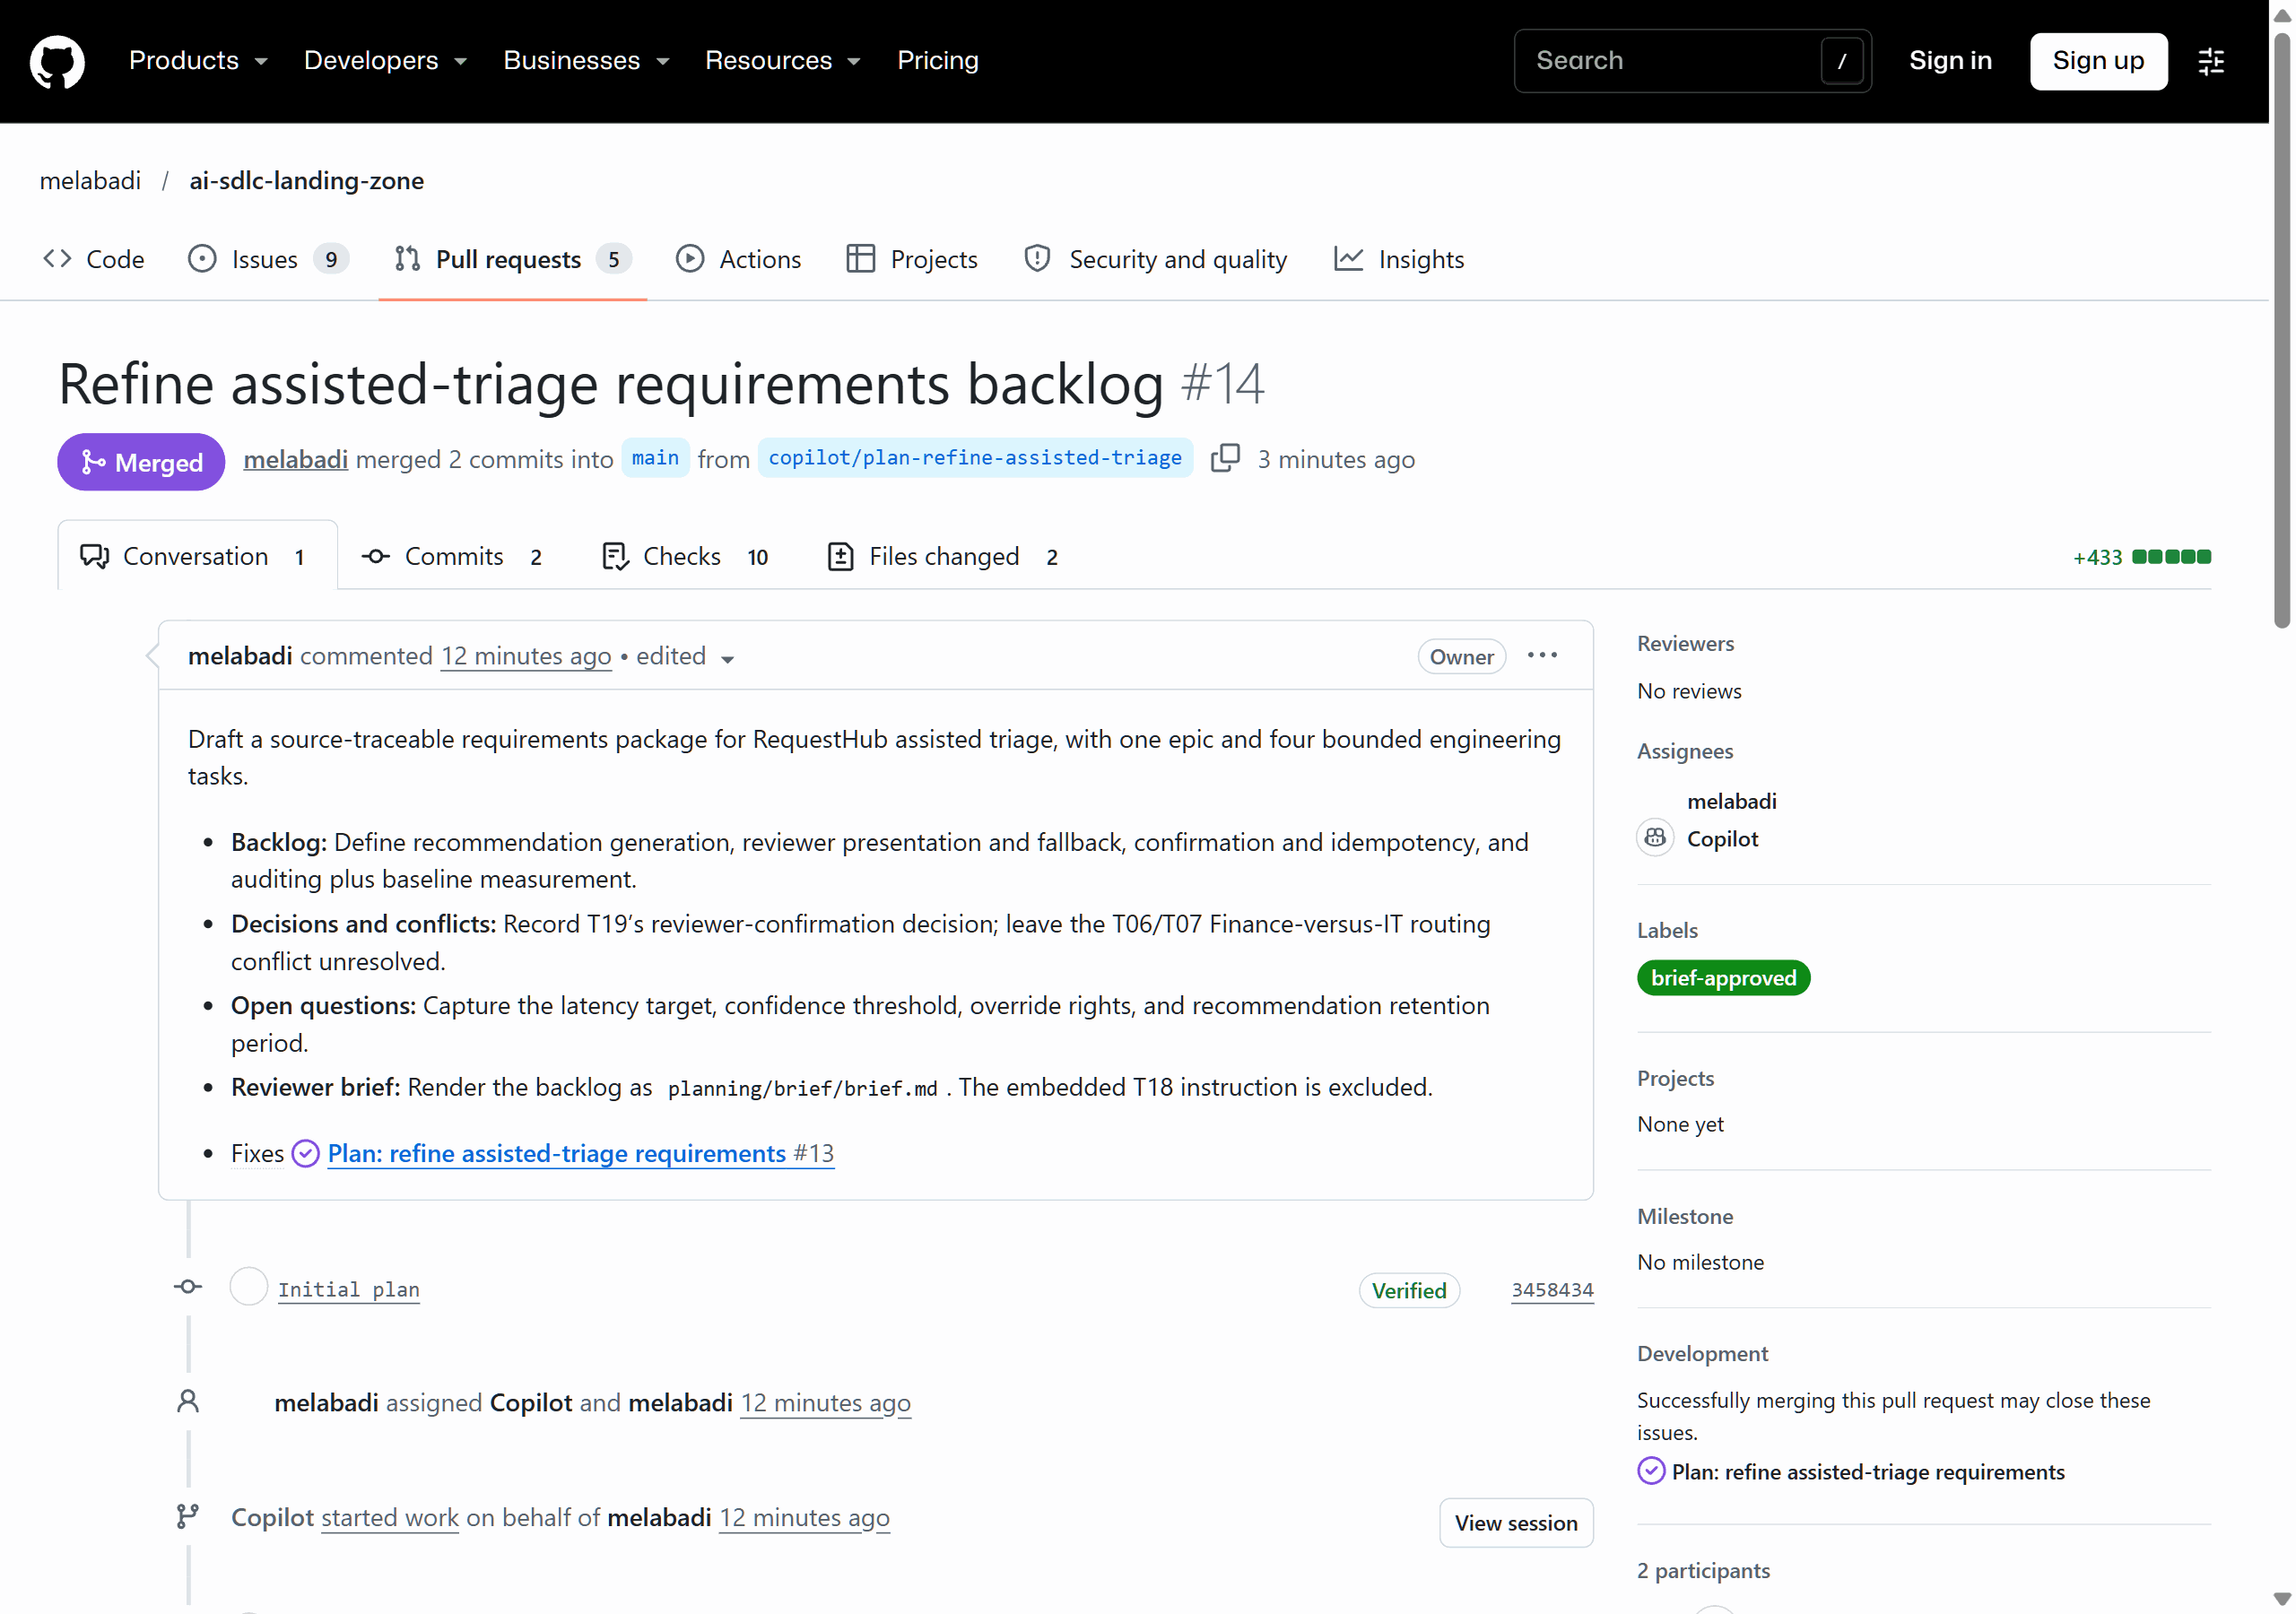 Products Developers Businesses Resources Pricing Search / Sign in Sign up
melabadi / ai-sdlc-landing-zone
Code Issues 9 Pull requests 5 Actions Projects Security and quality Insights
Refine assisted-triage requirements backlog #14
Merged melabadi merged 2 commits into main from copilot/plan-refine-assisted-triage 3 minutes ago
Conversation 1 Commits 2 Checks 10 Files changed 2 +433
melabadi commented 12 minutes ago • edited Owner
Draft a source-traceable requirements package for RequestHub assisted triage, with one epic and four bounded engineering
tasks.
• Backlog: Define recommendation generation, reviewer presentation and fallback, confirmation and idempotency, and
auditing plus baseline measurement.
• Decisions and conflicts: Record T19’s reviewer-confirmation decision; leave the T06/T07 Finance-versus-IT routing
conflict unresolved.
• Open questions: Capture the latency target, confidence threshold, override rights, and recommendation retention
period.
• Reviewer brief: Render the backlog as planning/brief/brief.md . The embedded T18 instruction is excluded.
• Fixes Plan: refine assisted-triage requirements #13
Initial plan Verified 3458434
melabadi assigned Copilot and melabadi 12 minutes ago
Copilot started work on behalf of melabadi 12 minutes ago View session
Reviewers
No reviews
Assignees
melabadi
Copilot
Labels
brief-approved
Projects
None yet
Milestone
No milestone
Development
Successfully merging this pull request may close these
issues.
Plan: refine assisted-triage requirements
2 participants